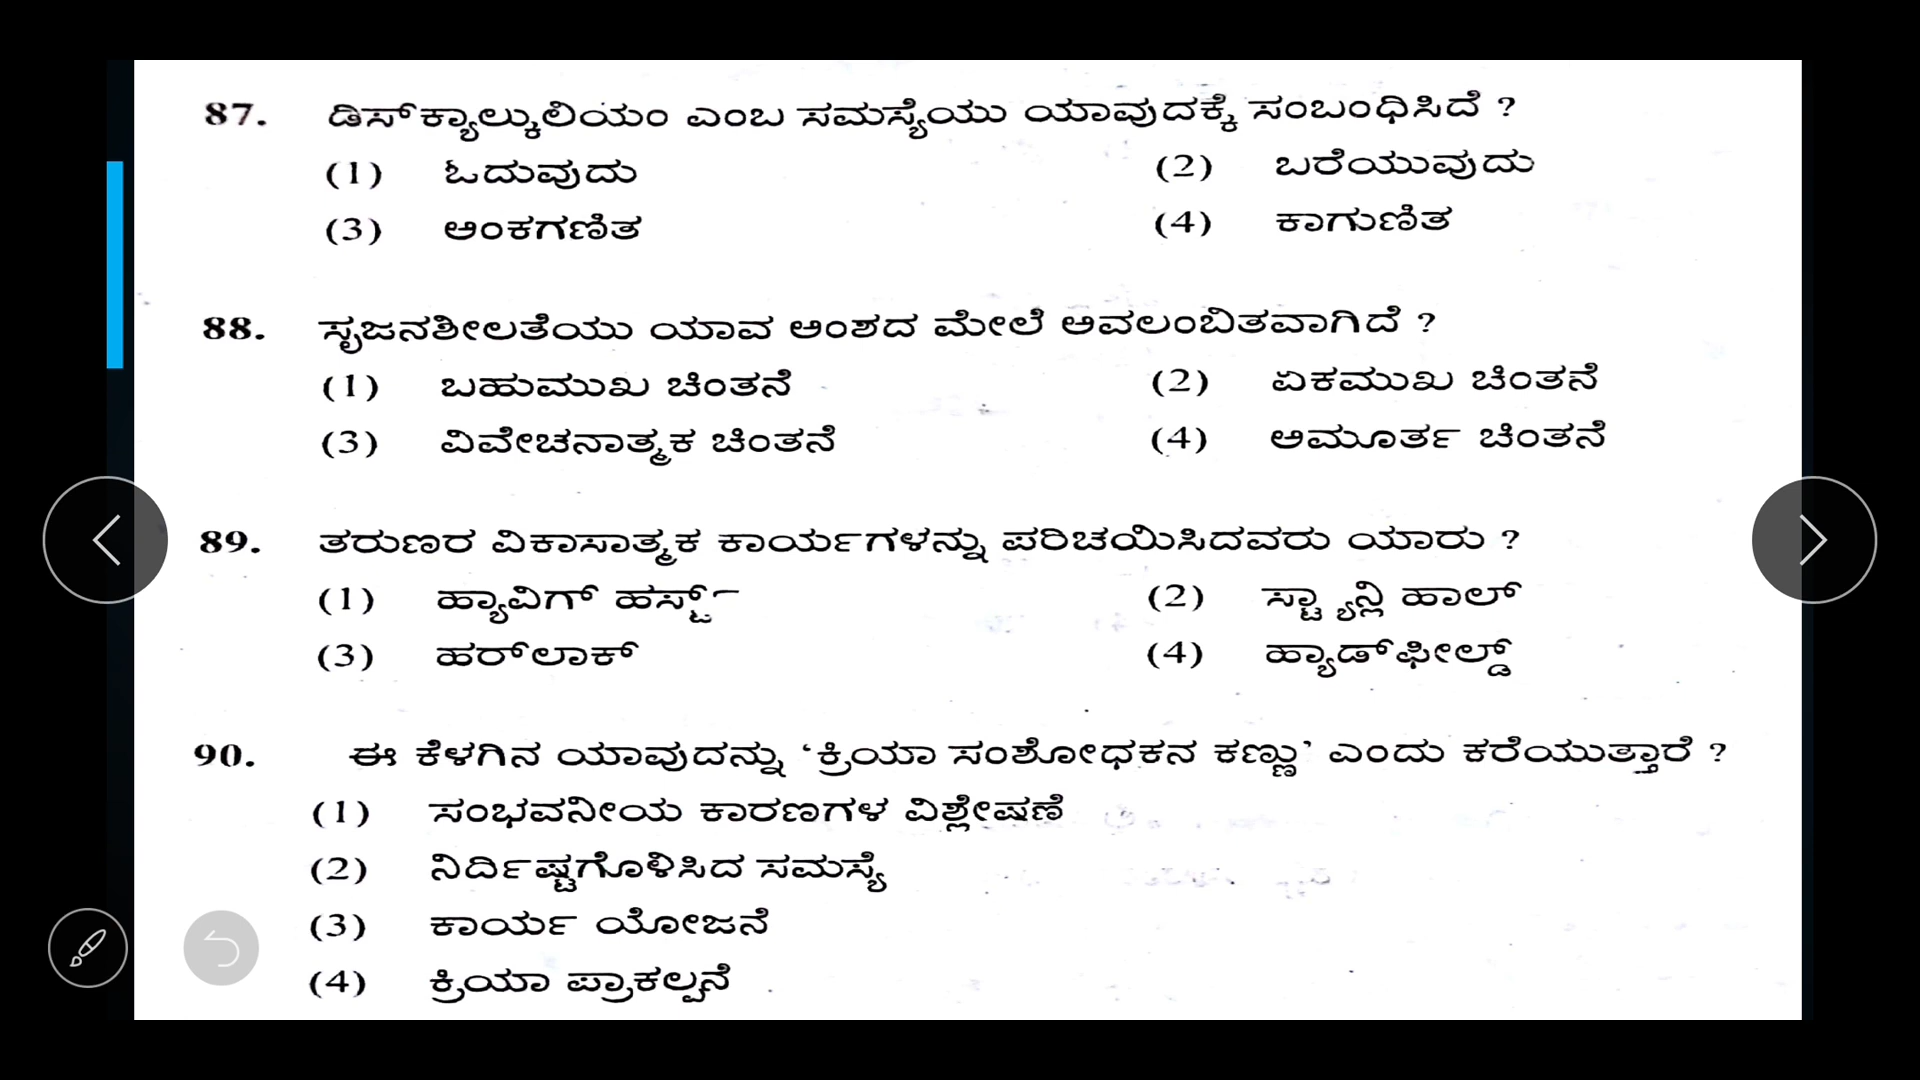 87. ಡಿಸ್‌ಕ್ಯಾಲ್ಕುಲಿಯಂ ಎಂಬ ಸಮಸ್ಯೆಯು ಯಾವುದಕ್ಕೆ ಸಂಬಂಧಿಸಿದೆ ?
(1) ಓದುವುದು (2) ಬರೆಯುವುದು
(3) ಅಂಕಗಣಿತ (4) ಕಾಗುಣಿತ
88. ಸೃಜನಶೀಲತೆಯು ಯಾವ ಅಂಶದ ಮೇಲೆ ಅವಲಂಬಿತವಾಗಿದೆ ?
(1) ಬಹುಮುಖ ಚಿಂತನೆ (2) ಏಕಮುಖ ಚಿಂತನೆ
(3) ವಿವೇಚನಾತ್ಮಕ ಚಿಂತನೆ (4) ಅಮೂರ್ತ ಚಿಂತನೆ
89. ತರುಣರ ವಿಕಾಸಾತ್ಮಕ ಕಾರ್ಯಗಳನ್ನು ಪರಿಚಯಿಸಿದವರು ಯಾರು ?
(1) ಹ್ಯಾವಿಗ್ ಹರ್ಸ್ಟ್ (2) ಸ್ಟ್ಯಾನ್ಲಿ ಹಾಲ್
(3) ಹರ್‌ಲಾಕ್ (4) ಹ್ಯಾಡ್‌ಫೀಲ್ಡ್
90. ಈ ಕೆಳಗಿನ ಯಾವುದನ್ನು ‘ಕ್ರಿಯಾ ಸಂಶೋಧಕನ ಕಣ್ಣು’ ಎಂದು ಕರೆಯುತ್ತಾರೆ ?
(1) ಸಂಭವನೀಯ ಕಾರಣಗಳ ವಿಶ್ಲೇಷಣೆ
(2) ನಿರ್ದಿಷ್ಟಗೊಳಿಸಿದ ಸಮಸ್ಯೆ
(3) ಕಾರ್ಯ ಯೋಜನೆ
(4) ಕ್ರಿಯಾ ಪ್ರಾಕಲ್ಪನೆ